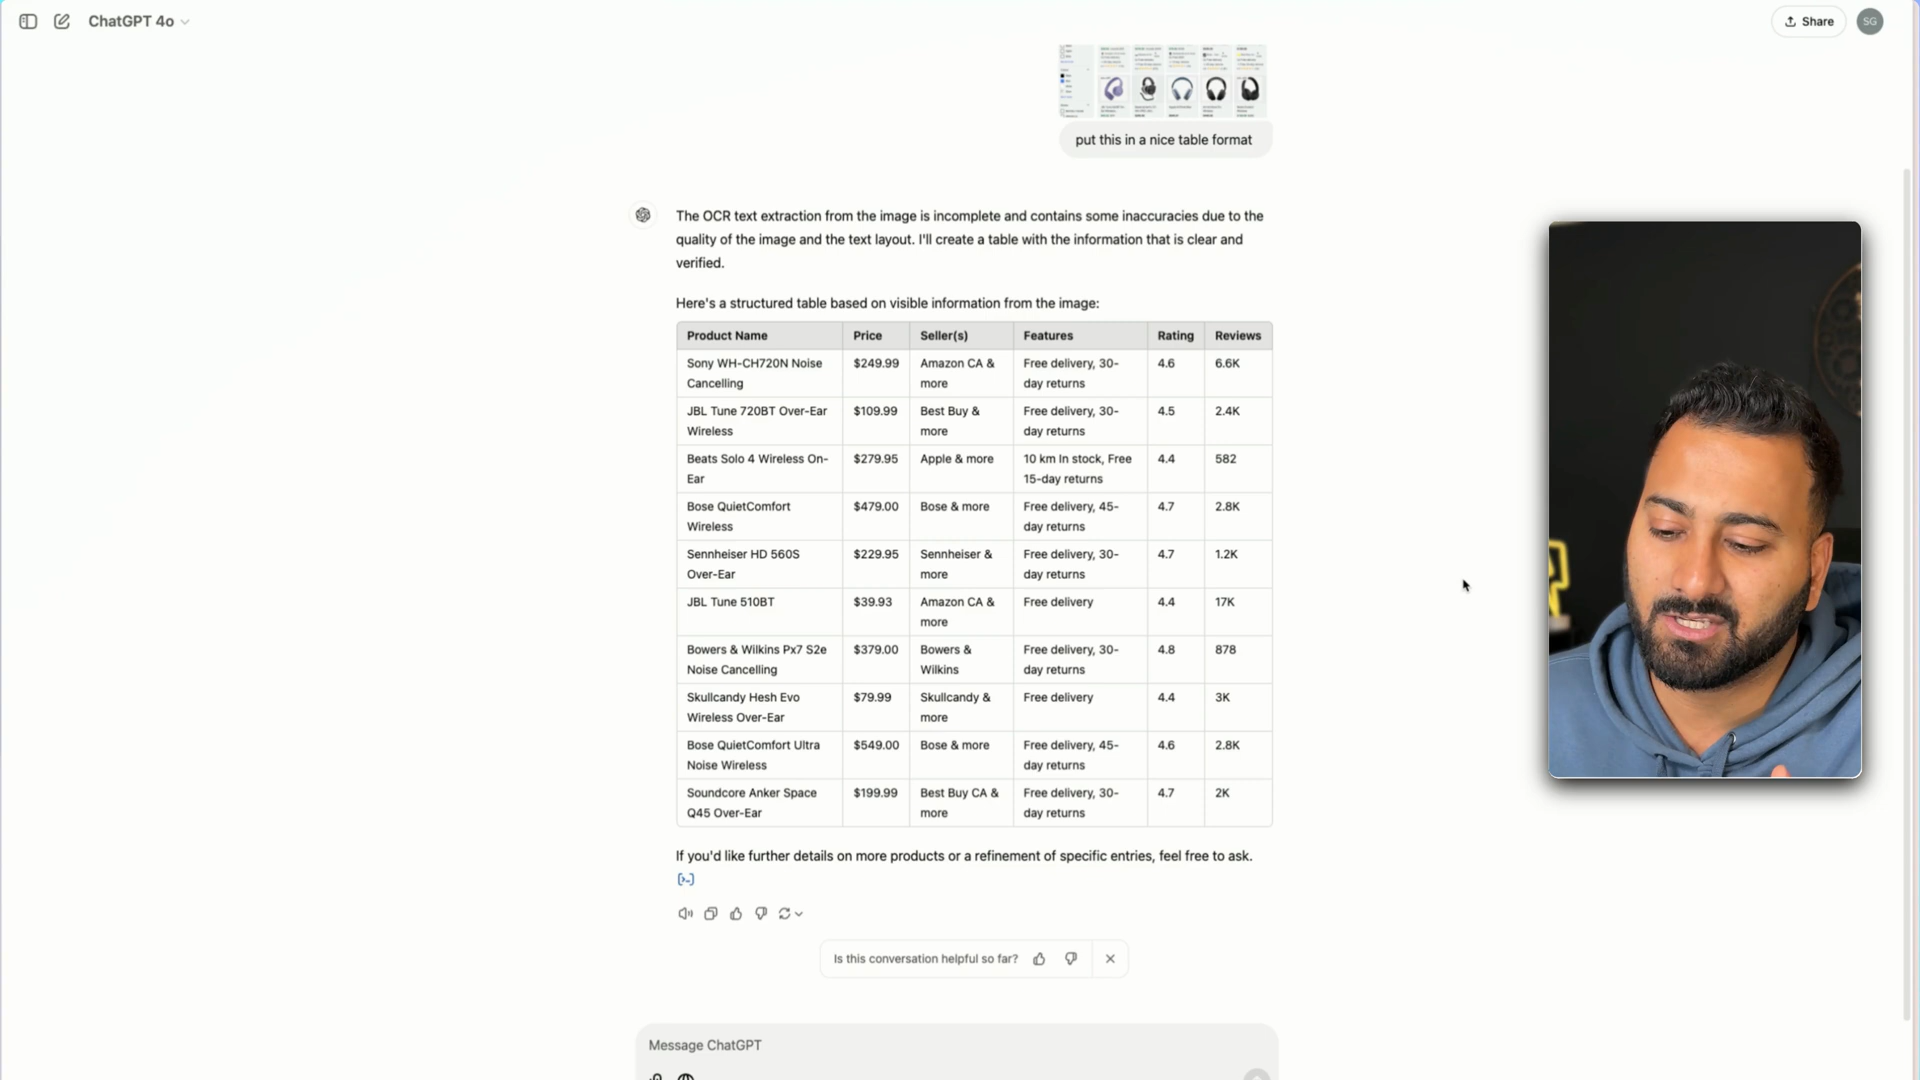 ChatGPT 4o
Share
SG
put this in a nice table format
The OCR text extraction from the image is incomplete and contains some inaccuracies due to the
quality of the image and the text layout. I'll create a table with the information that is clear and
verified.
Here's a structured table based on visible information from the image:
Product Name Price Seller(s) Features Rating Reviews
Sony WH-CH720N Noise $249.99 Amazon CA & Free delivery, 30- 4.6 6.6K
Cancelling more day returns
JBL Tune 720BT Over-Ear $109.99 Best Buy & Free delivery, 30- 4.5 2.4K
Wireless more day returns
Beats Solo 4 Wireless On- $279.95 Apple & more 10 km In stock, Free 4.4 582
Ear 15-day returns
Bose QuietComfort $479.00 Bose & more Free delivery, 45- 4.7 2.8K
Wireless day returns
Sennheiser HD 560S $229.95 Sennheiser & Free delivery, 30- 4.7 1.2K
Over-Ear more day returns
JBL Tune 510BT $39.93 Amazon CA & Free delivery 4.4 17K
more
Bowers & Wilkins Px7 S2e $379.00 Bowers & Free delivery, 30- 4.8 878
Noise Cancelling Wilkins day returns
Skullcandy Hesh Evo $79.99 Skullcandy & Free delivery 4.4 3K
Wireless Over-Ear more
Bose QuietComfort Ultra $549.00 Bose & more Free delivery, 45- 4.6 2.8K
Noise Wireless day returns
Soundcore Anker Space $199.99 Best Buy CA & Free delivery, 30- 4.7 2K
Q45 Over-Ear more day returns
If you'd like further details on more products or a refinement of specific entries, feel free to ask.
[>-]
Is this conversation helpful so far?
Message ChatGPT